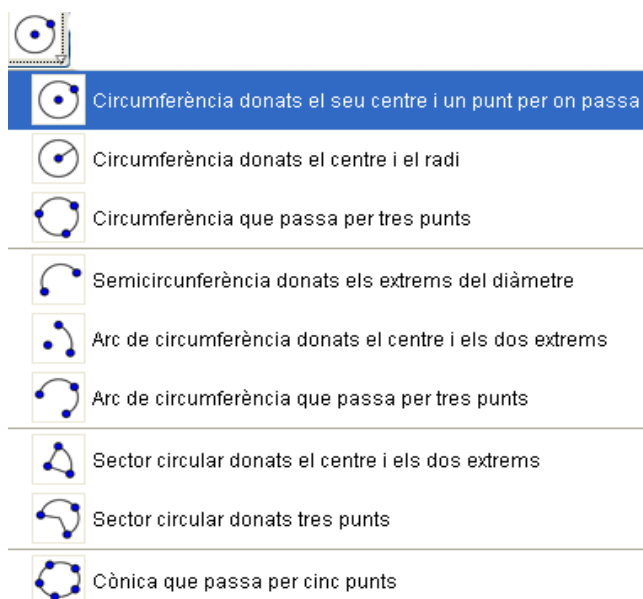 Circumferència donats el seu centre i un punt per on passa
Circumferència donats el centre i el radi
Circumferència que passa per tres punts
Semicircunferència donats els extrems del diàmetre
Arc de circumferència donats el centre i els dos extrems
Arc de circumferència que passa per tres punts
Sector circular donats el centre i els dos extrems
Sector circular donats tres punts
Cònica que passa per cinc punts